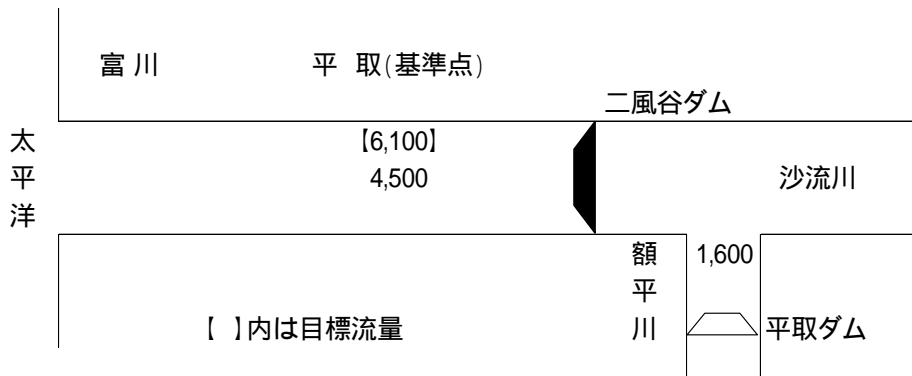 富川 平取(基準点)
二風谷ダム
太平洋
【6,100】
4,500
沙流川
額平川
1,600
【 】内は目標流量
平取ダム